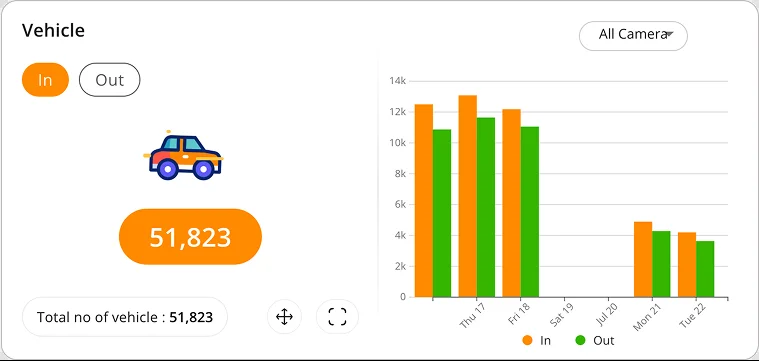 Vehicle
All Camera
In
Out
51,823
Total no of vehicle : 51,823
14k
12k
10k
8k
6k
4k
2k
0
Thu 17
Fri 18
Sat 19
Jul 20
Mon 21
Tue 22
In
Out